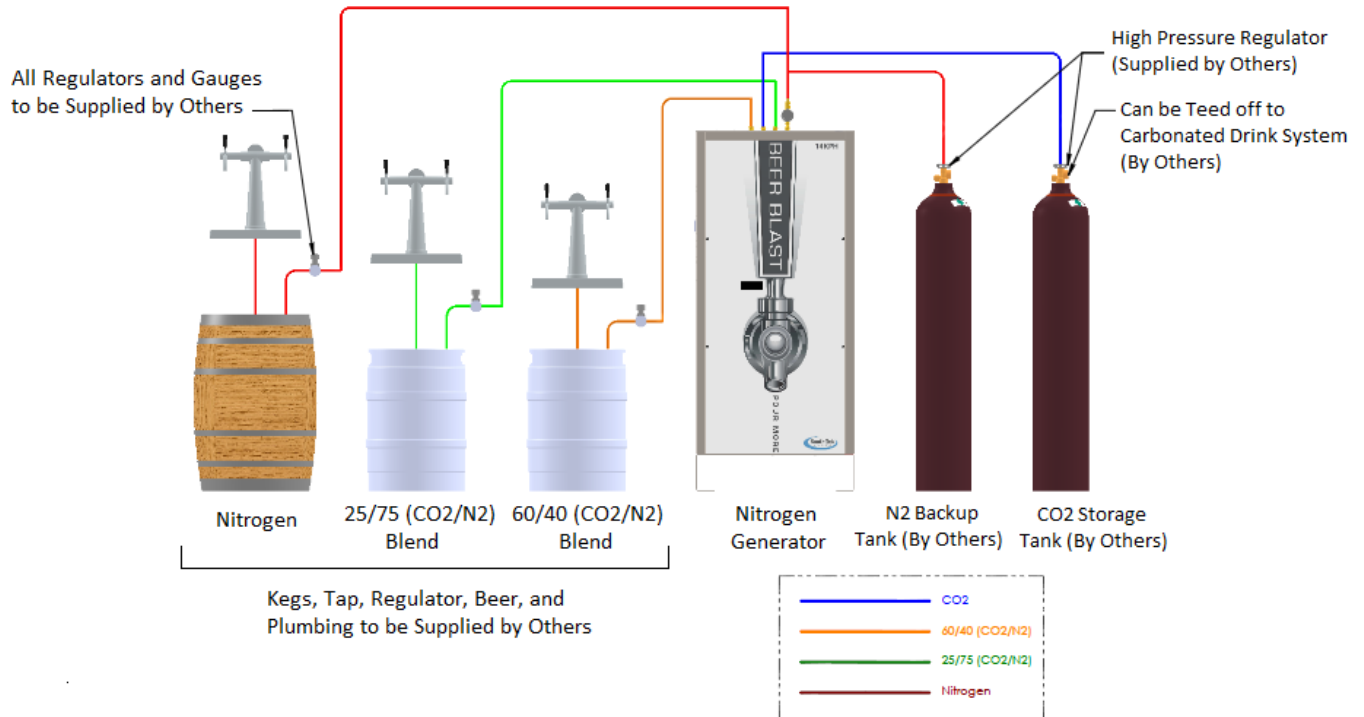 All Regulators and Gauges
to be Supplied by Others
High Pressure Regulator
(Supplied by Others)
Can be Teed off to
Carbonated Drink System
(By Others)
BEER BLAST
POUR MORE
Nitrogen
25/75 (CO2/N2)
Blend
60/40 (CO2/N2)
Blend
Nitrogen
Generator
N2 Backup
Tank (By Others)
CO2 Storage
Tank (By Others)
Kegs, Tap, Regulator, Beer, and
Plumbing to be Supplied by Others
CO2
60/40 (CO2/N2)
25/75 (CO2/N2)
Nitrogen